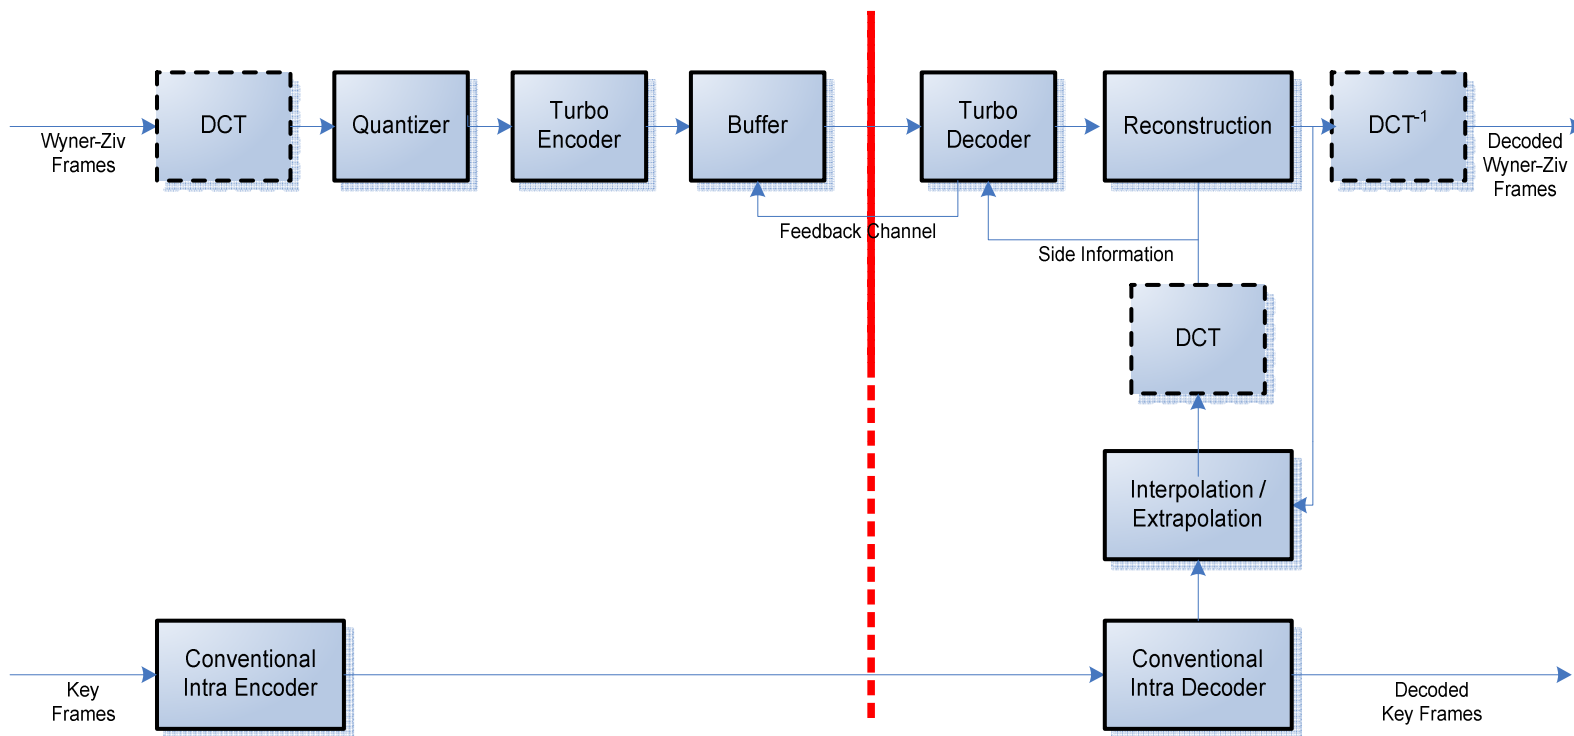 DCT
Quantizer
Turbo
Encoder
Buffer
Turbo
Decoder
Reconstruction
DCT-1
Wyner-Ziv
Frames
Decoded
Wyner-Ziv
Frames
Feedback Channel
Side Information
DCT
Interpolation /
Extrapolation
Conventional
Intra Encoder
Conventional
Intra Decoder
Key
Frames
Decoded
Key Frames